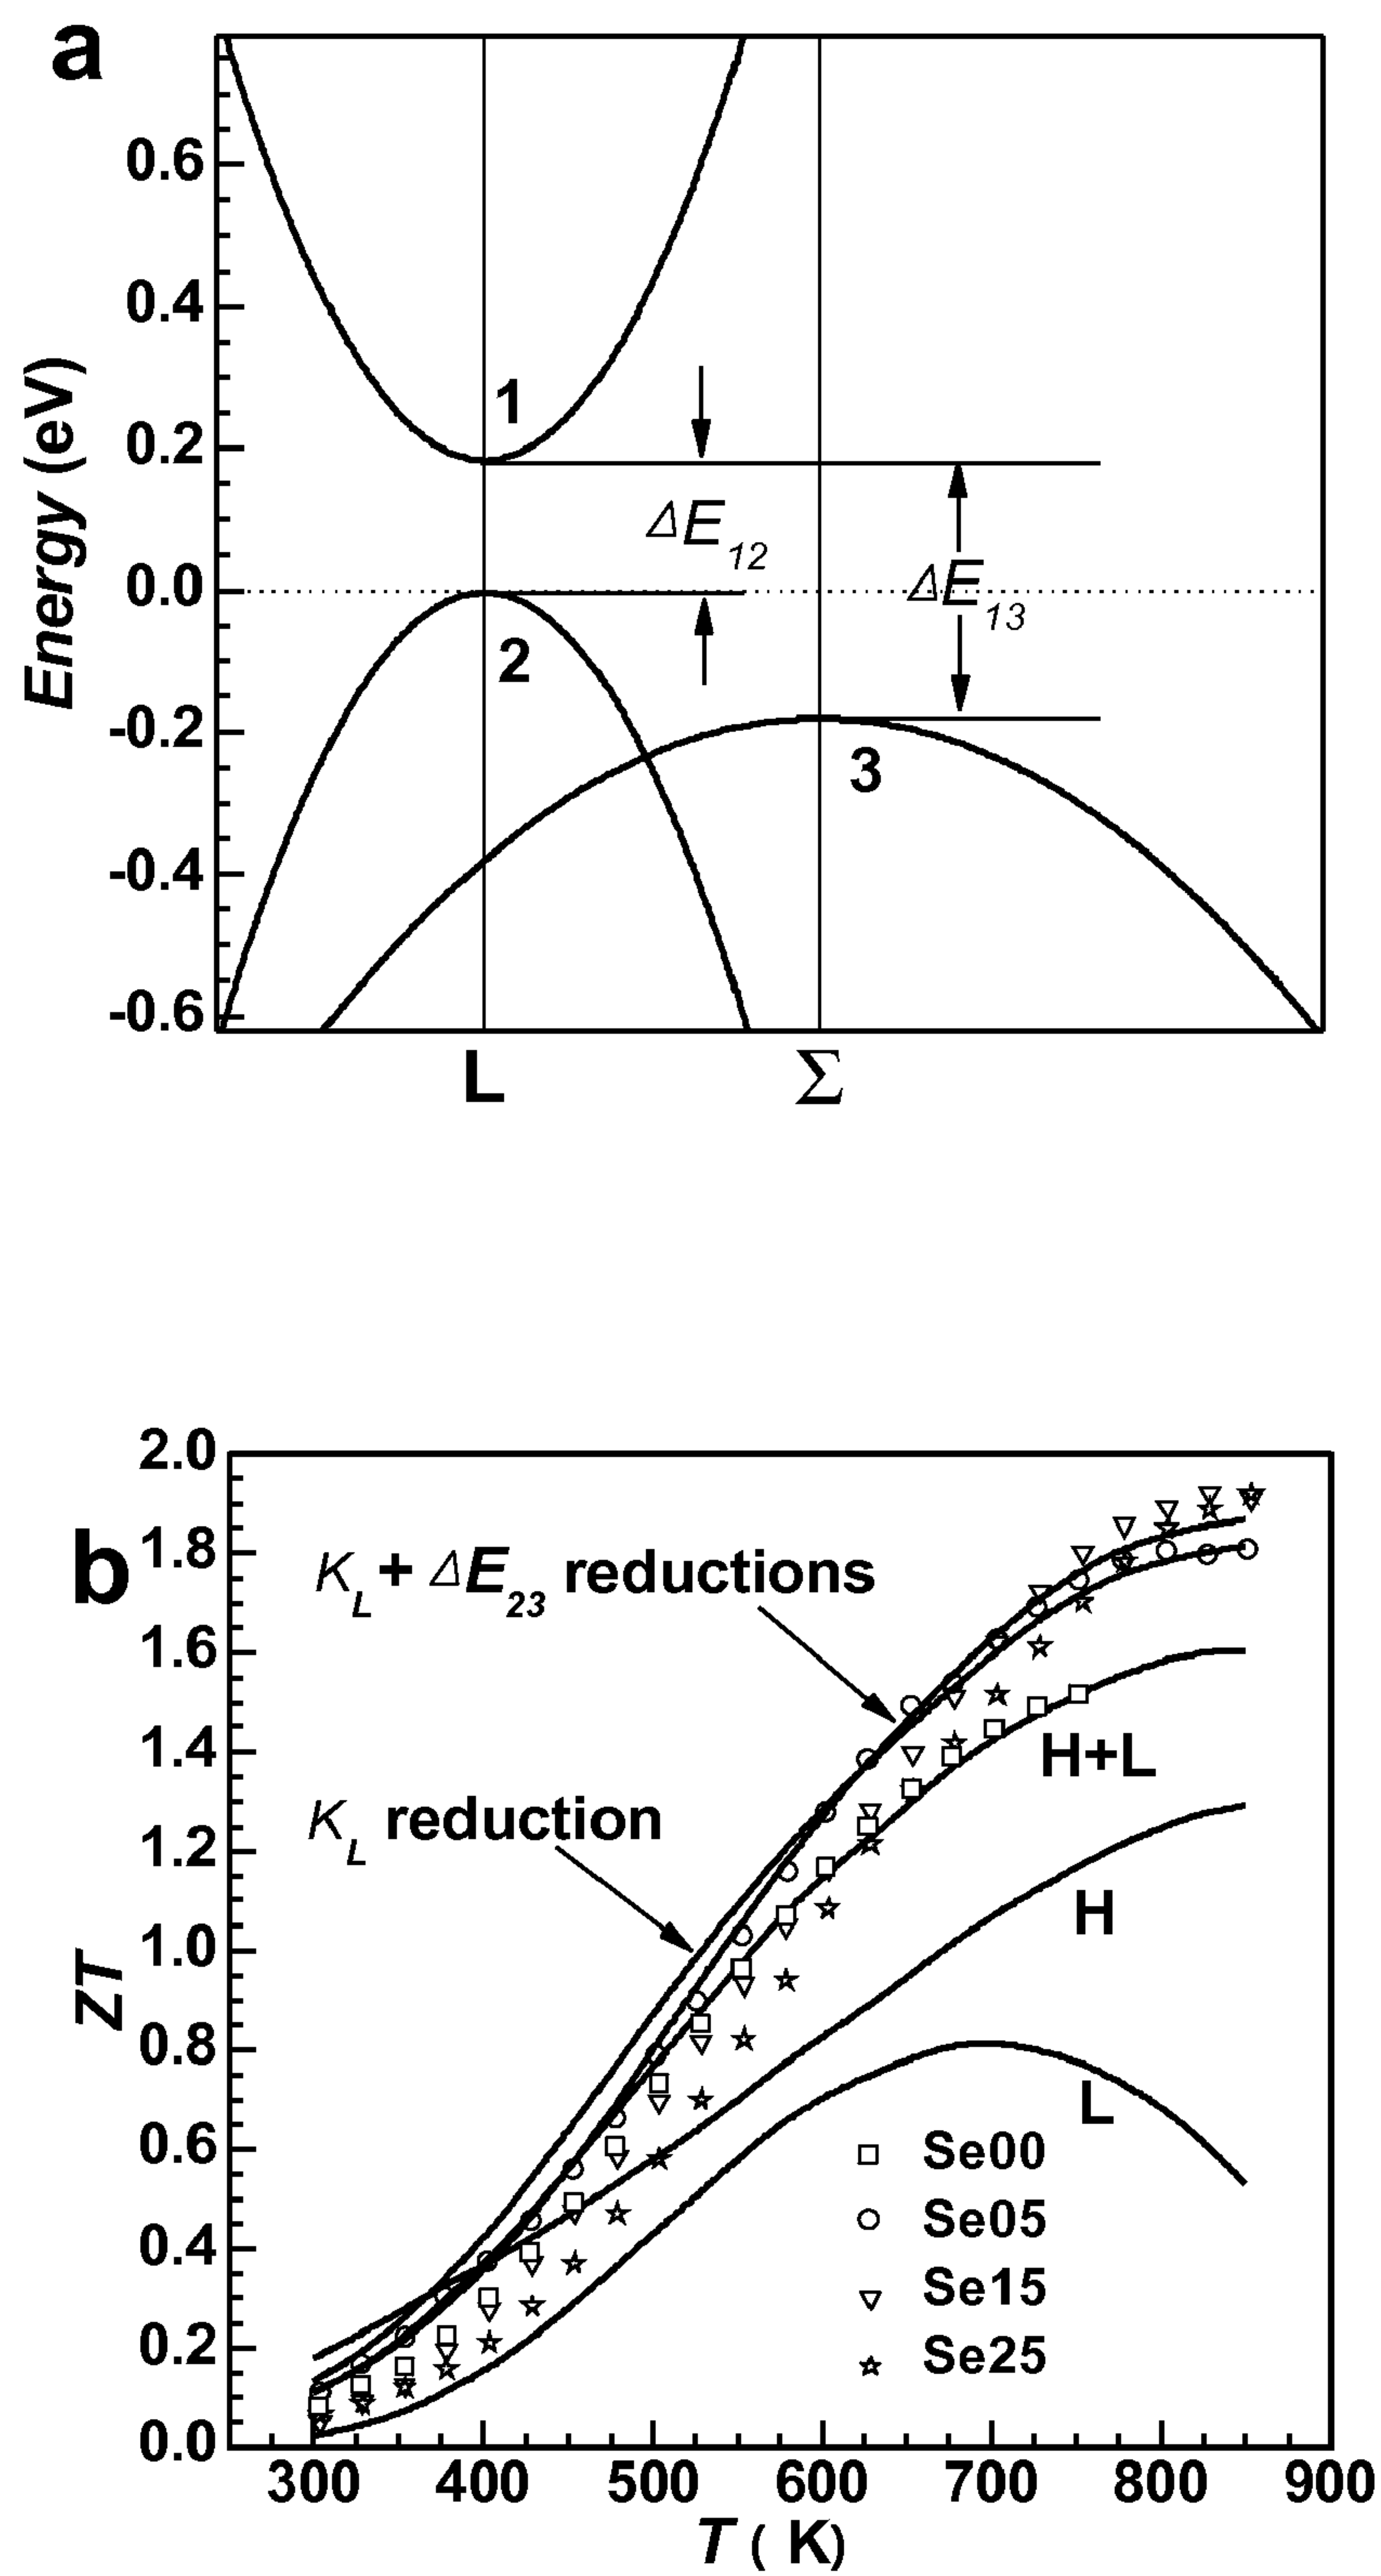 a
0.6
0.4
0.2
0.0
-0.2
-0.4
-0.6
Energy (eV)
1
2
3
ΔE12
ΔE13
L
Σ
b
2.0
1.8
1.6
1.4
1.2
1.0
0.8
0.6
0.4
0.2
0.0
ZT
KL + ΔE23 reductions
KL reduction
H+L
H
L
Se00
Se05
Se15
Se25
300 400 500 600 700 800 900
T ( K)